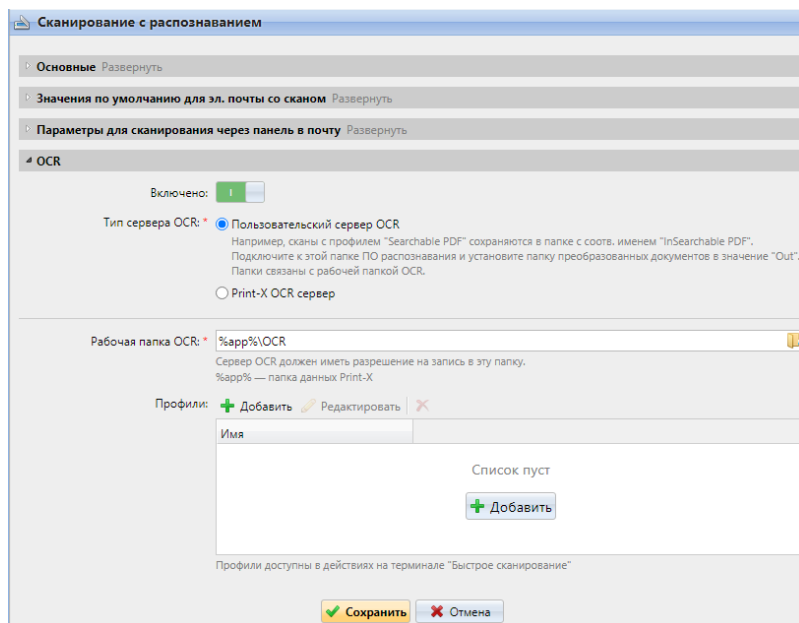 Сканирование с распознаванием
Основные Развернуть
Значения по умолчанию для эл. почты со сканом Развернуть
Параметры для сканирования через панель в почту Развернуть
OCR
Включено: I
Тип сервера OCR: * Пользовательский сервер OCR
Например, сканы с профилем "Searchable PDF" сохраняются в папке с соотв. именем "InSearchable PDF".
Подключите к этой папке ПО распознавания и установите папку преобразованных документов в значение "Out".
Папки связаны с рабочей папкой OCR.
Print-X OCR сервер
Рабочая папка OCR: * %app%\OCR
Сервер OCR должен иметь разрешение на запись в эту папку.
%app% — папка данных Print-X
Профили: Добавить Редактировать
Имя
Список пуст
Добавить
Профили доступны в действиях на терминале "Быстрое сканирование"
Сохранить Отмена